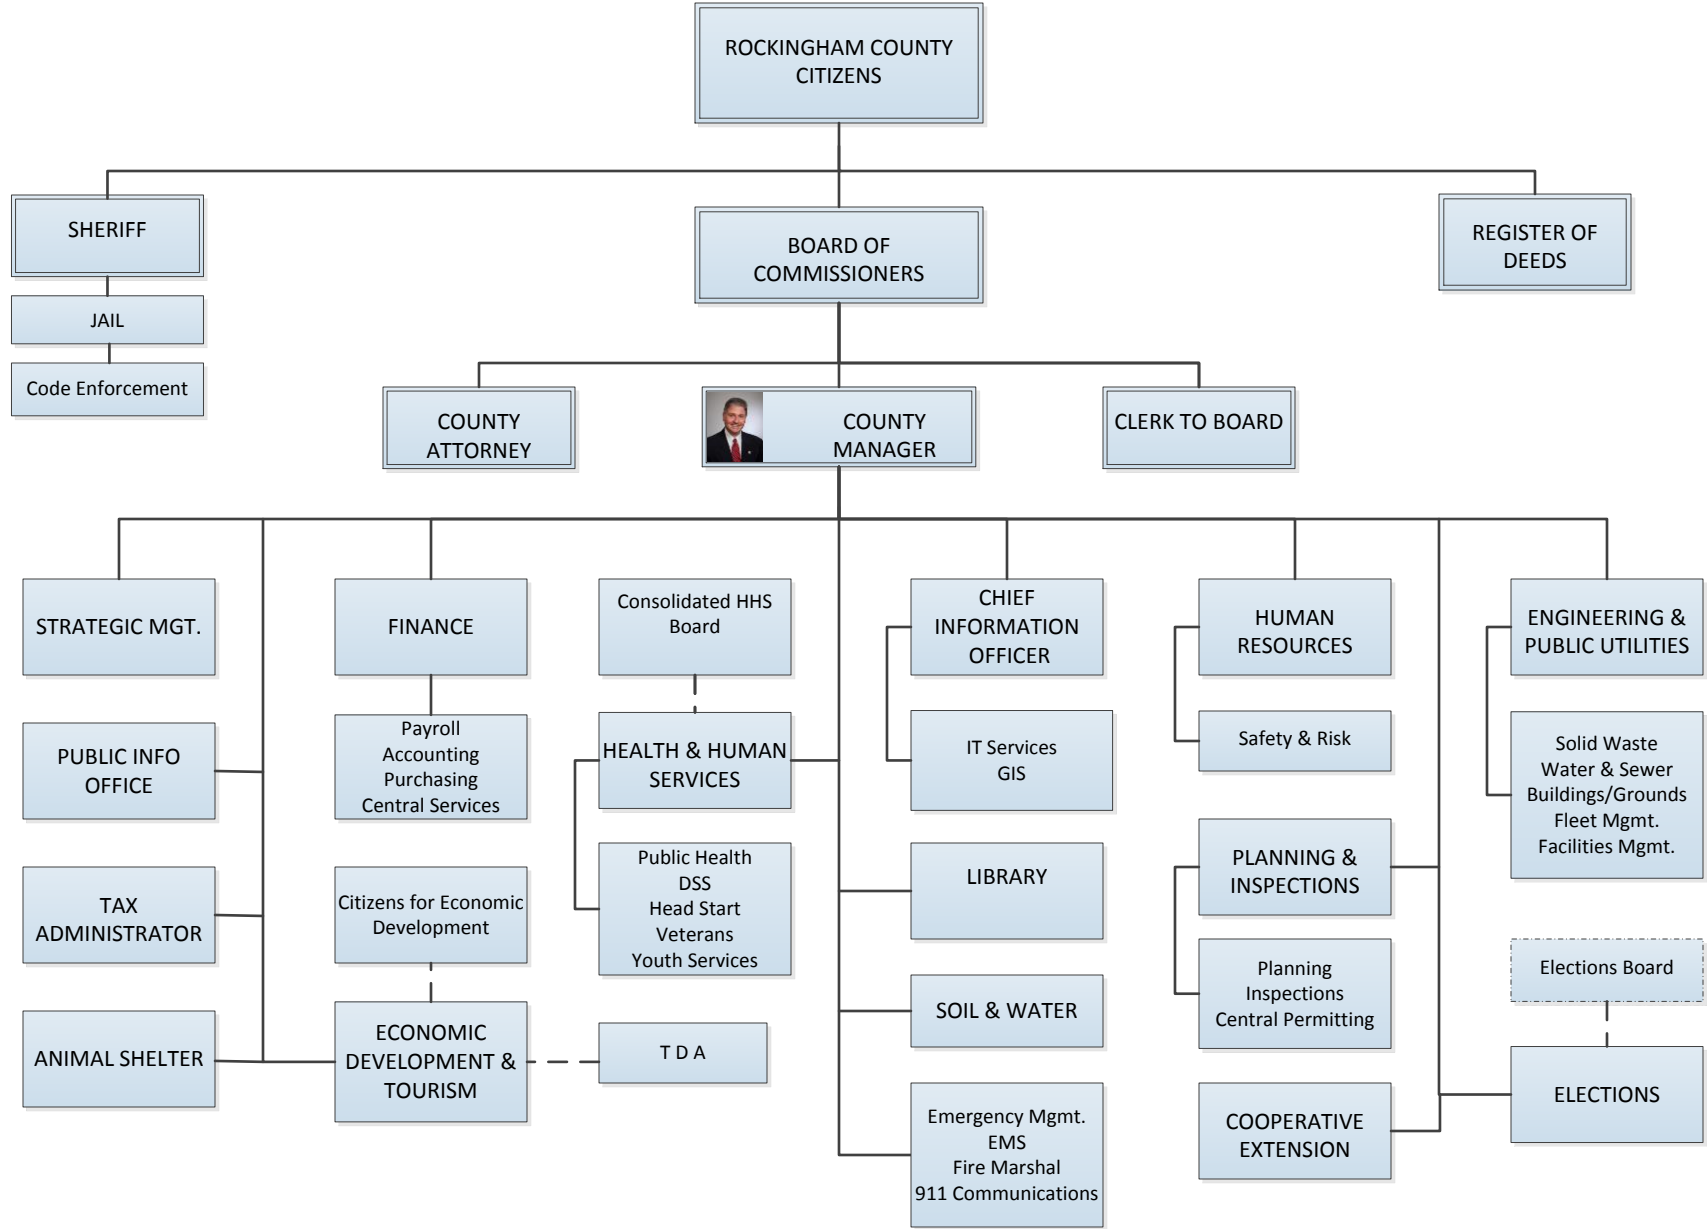 ROCKINGHAM COUNTY
CITIZENS
SHERIFF
JAIL
Code Enforcement
BOARD OF
COMMISSIONERS
REGISTER OF
DEEDS
COUNTY
ATTORNEY
COUNTY
MANAGER
CLERK TO BOARD
STRATEGIC MGT.
PUBLIC INFO
OFFICE
TAX
ADMINISTRATOR
ANIMAL SHELTER
FINANCE
Payroll
Accounting
Purchasing
Central Services
Citizens for Economic
Development
ECONOMIC
DEVELOPMENT &
TOURISM
Consolidated HHS
Board
HEALTH & HUMAN
SERVICES
Public Health
DSS
Head Start
Veterans
Youth Services
T D A
CHIEF
INFORMATION
OFFICER
IT Services
GIS
LIBRARY
SOIL & WATER
Emergency Mgmt.
EMS
Fire Marshal
911 Communications
HUMAN
RESOURCES
Safety & Risk
PLANNING &
INSPECTIONS
Planning
Inspections
Central Permitting
COOPERATIVE
EXTENSION
ENGINEERING &
PUBLIC UTILITIES
Solid Waste
Water & Sewer
Buildings/Grounds
Fleet Mgmt.
Facilities Mgmt.
Elections Board
ELECTIONS